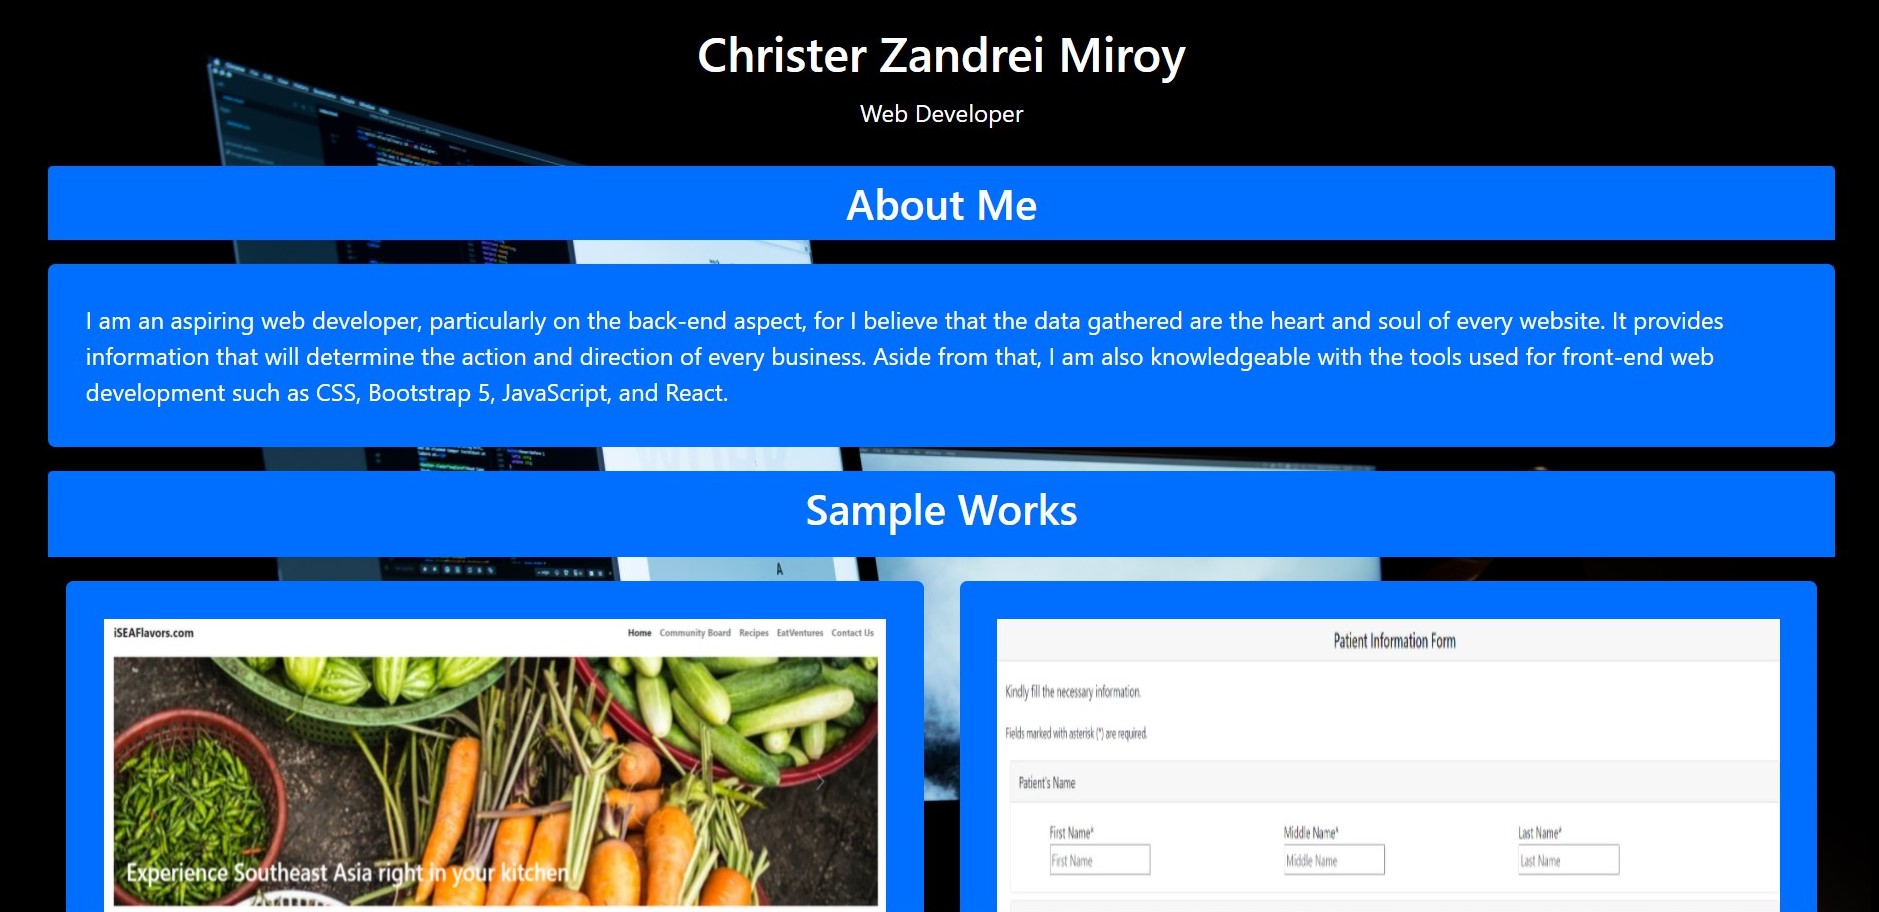 Christer Zandrei Miroy
Web Developer
About Me
I am an aspiring web developer, particularly on the back-end aspect, for I believe that the data gathered are the heart and soul of every website. It provides
information that will determine the action and direction of every business. Aside from that, I am also knowledgeable with the tools used for front-end web
development such as CSS, Bootstrap 5, JavaScript, and React.
Sample Works
iSEAFlavors.com
Home Community Board Recipes EatVentures Contact Us
Experience Southeast Asia right in your kitchen
Patient Information Form
Kindly fill the necessary information.
Fields marked with asterisk (*) are required.
Patient's Name
First Name* Middle Name* Last Name*
First Name Middle Name Last Name